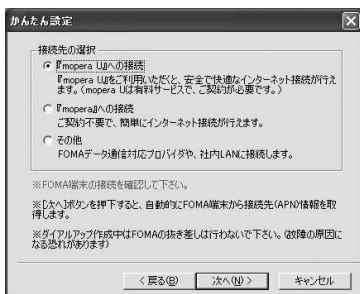 かんたん設定
接続先の選択
『mopera U』への接続
『mopera U』をご利用いただくと、安全で快適なインターネット接続が行え
ます。(mopera Uは有料サービスで、ご契約が必要です。)
『mopera』への接続
ご契約不要で、簡単にインターネット接続が行えます。
その他
FOMAデータ通信対応プロバイダや、社内LANに接続します。
※FOMA端末の接続を確認して下さい。
※[次へ]ボタンを押下すると、自動的にFOMA端末から接続先(APN)情報を取
得します。
※ダイアルアップ作成中はFOMAの抜き差しは行わないで下さい。(故障の原因に
なる恐れがあります)
< 戻る(B)
次へ(N) >
キャンセル